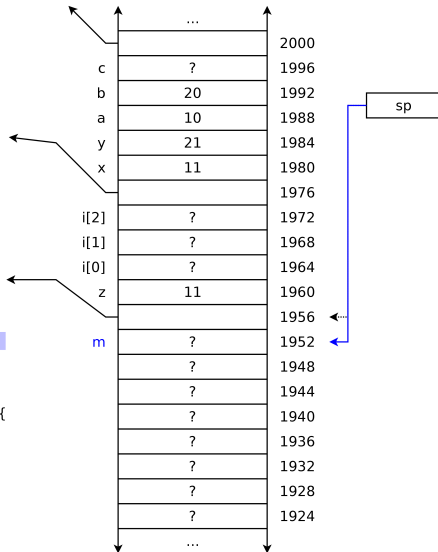 ...
2000
c ? 1996
b 20 1992
sp
a 10 1988
y 21 1984
x 11 1980
1976
i[2] ? 1972
i[1] ? 1968
i[0] ? 1964
z 11 1960
1956
m ? 1952
? 1948
? 1944
{ ? 1940
? 1936
? 1932
? 1928
? 1924
...